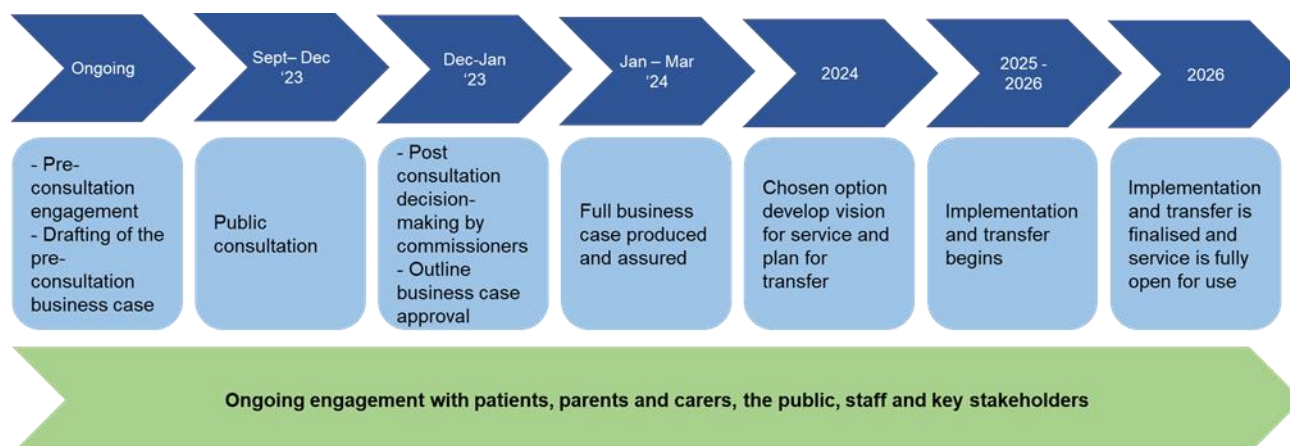 Ongoing
Sept– Dec
‘23
Dec-Jan
‘23
Jan – Mar
‘24
2024
2025 -
2026
2026
- Pre-
consultation
engagement
- Drafting of the
pre-
consultation
business case
Public
consultation
- Post
consultation
decision-
making by
commissioners
- Outline
business case
approval
Full business
case produced
and assured
Chosen option
develop vision
for service and
plan for
transfer
Implementation
and transfer
begins
Implementation
and transfer is
finalised and
service is fully
open for use
Ongoing engagement with patients, parents and carers, the public, staff and key stakeholders